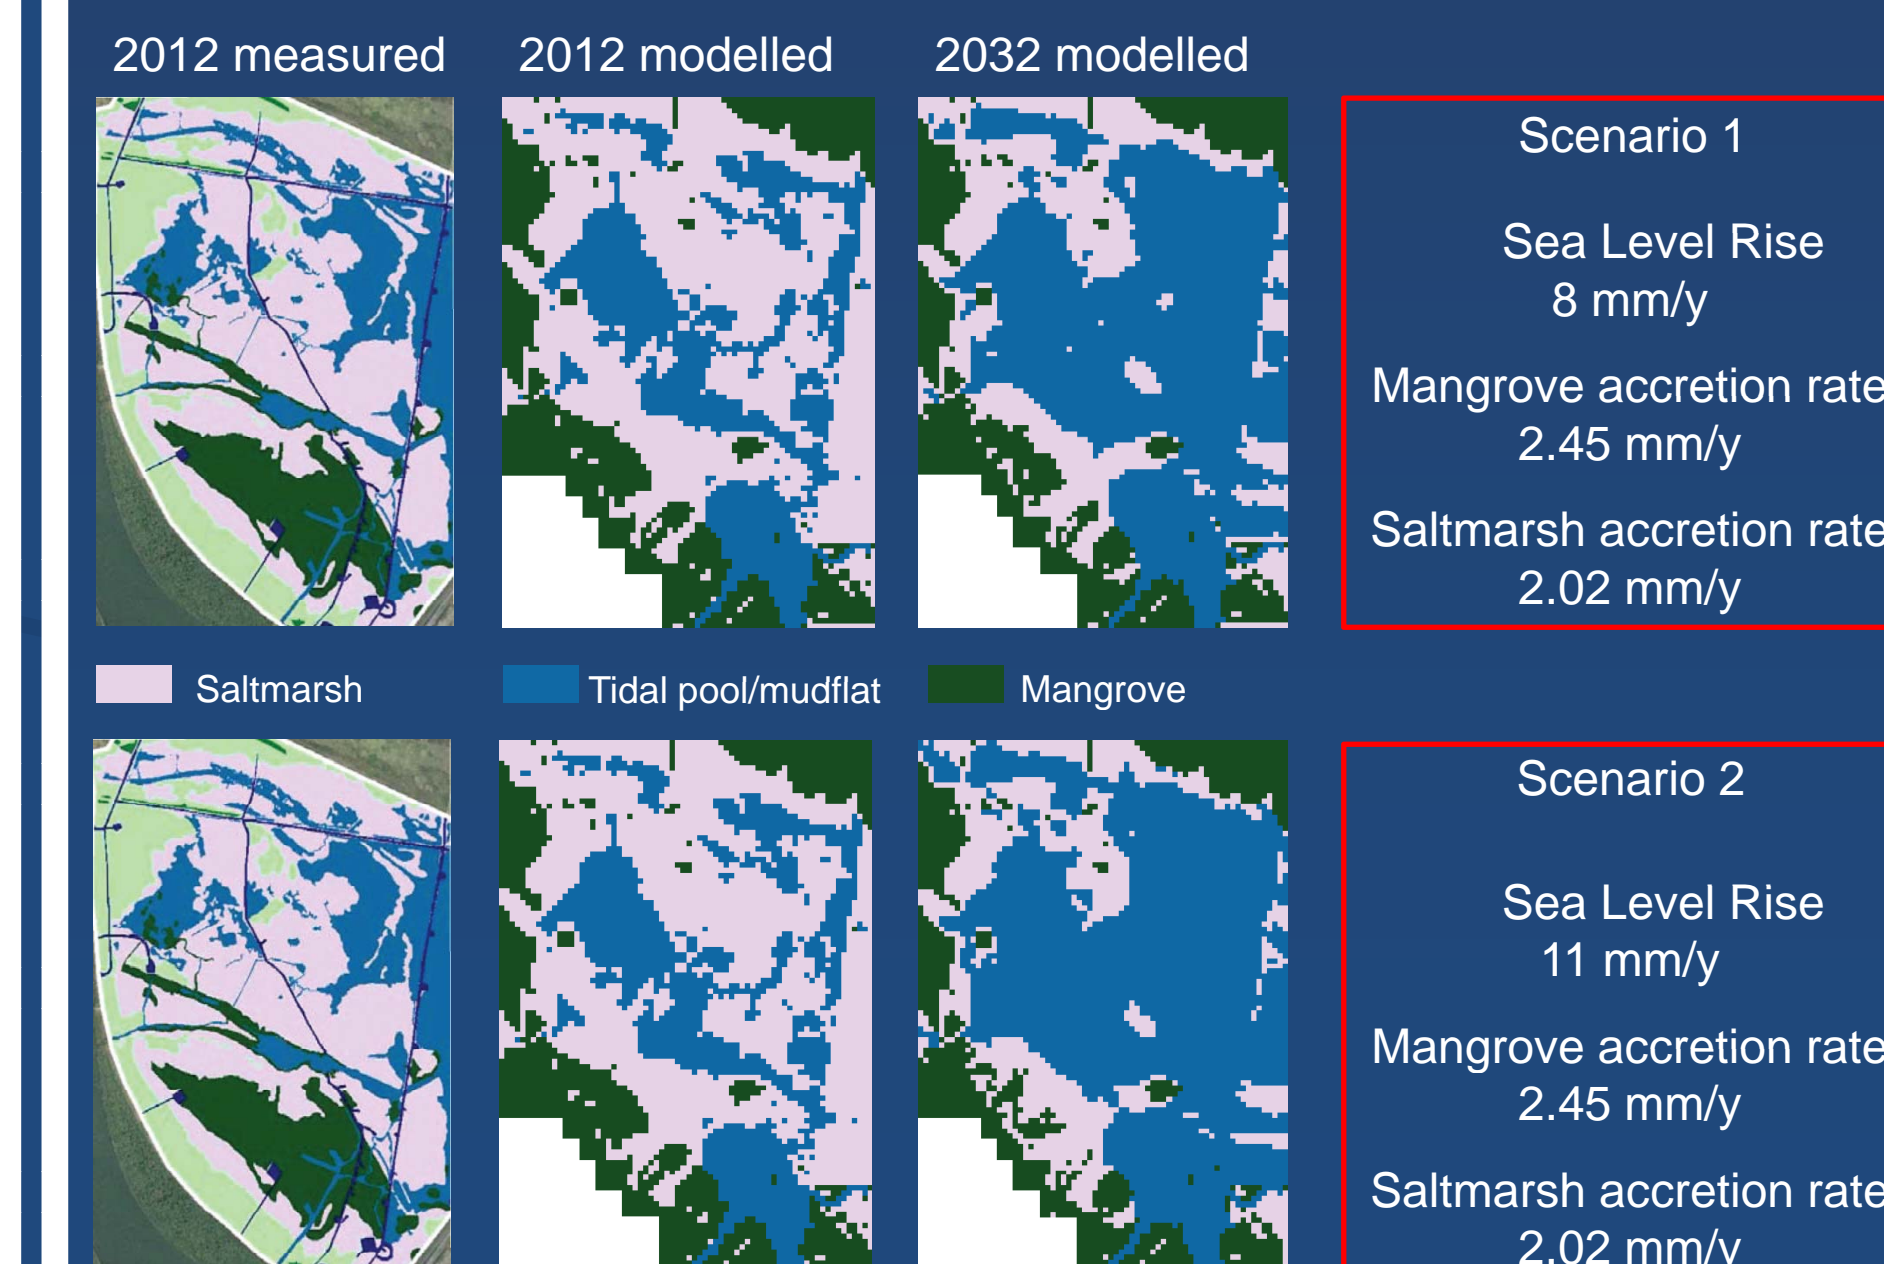 2012 measured
2012 modelled
2032 modelled
Scenario 1
Sea Level Rise
8 mm/y
Mangrove accretion rate
2.45 mm/y
Saltmarsh accretion rate
2.02 mm/y
Saltmarsh
Tidal pool/mudflat
Mangrove
Scenario 2
Sea Level Rise
11 mm/y
Mangrove accretion rate
2.45 mm/y
Saltmarsh accretion rate
2.02 mm/y